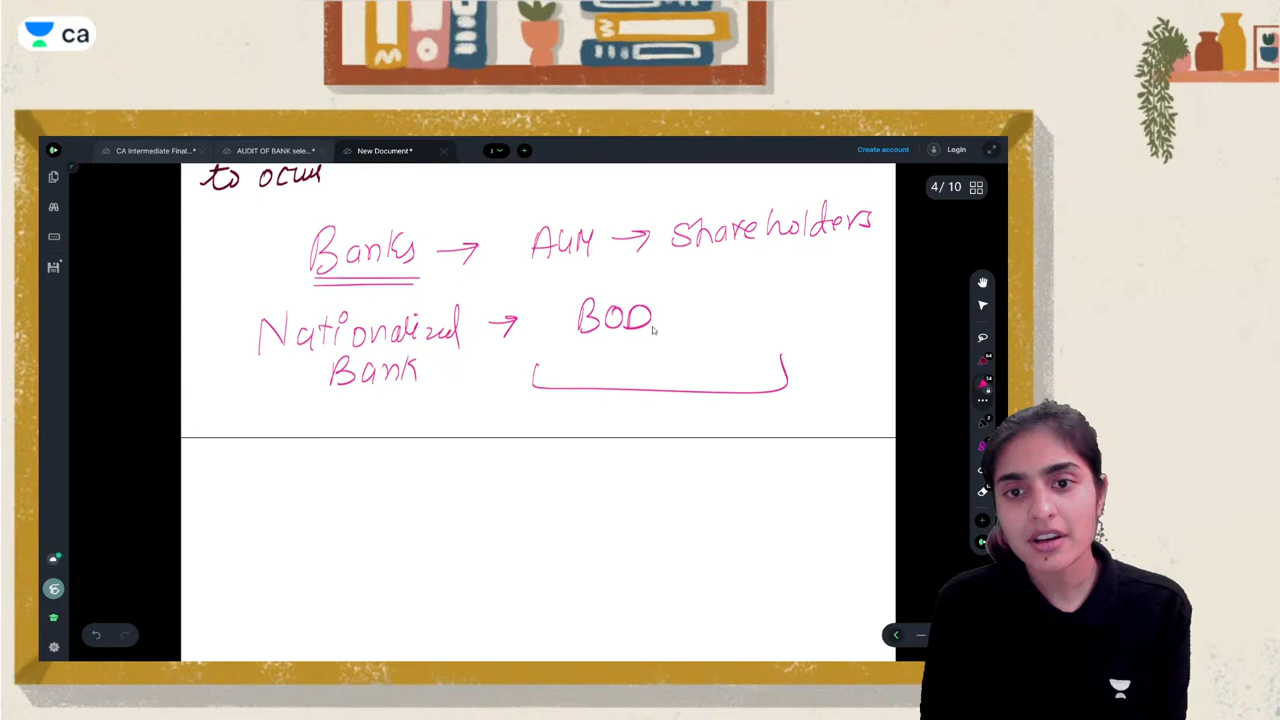 ca
CA Intermediate Final...*
AUDIT OF BANK sele...*
New Document*
Create account
Login
to occur
4 / 10
Banks → AGM → Shareholders
Nationalized → BOD
Bank